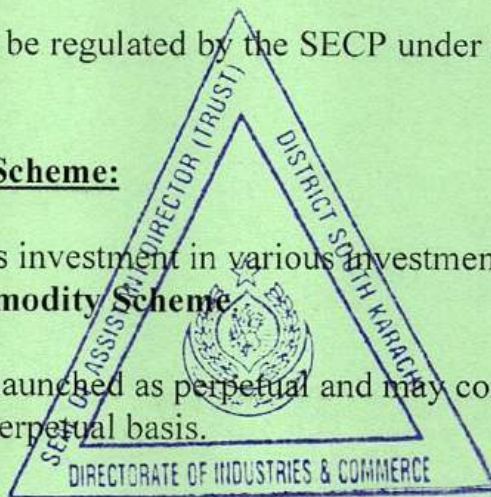 be regulated by the SECP under
Scheme:
s investment in various investmen
modity Scheme
launched as perpetual and may co
erpetual basis.
SEAL OF ASSISTANT DIRECTOR (TRUST)
DISTRICT SOUTH KARACHI
DIRECTORATE OF INDUSTRIES & COMMERCE